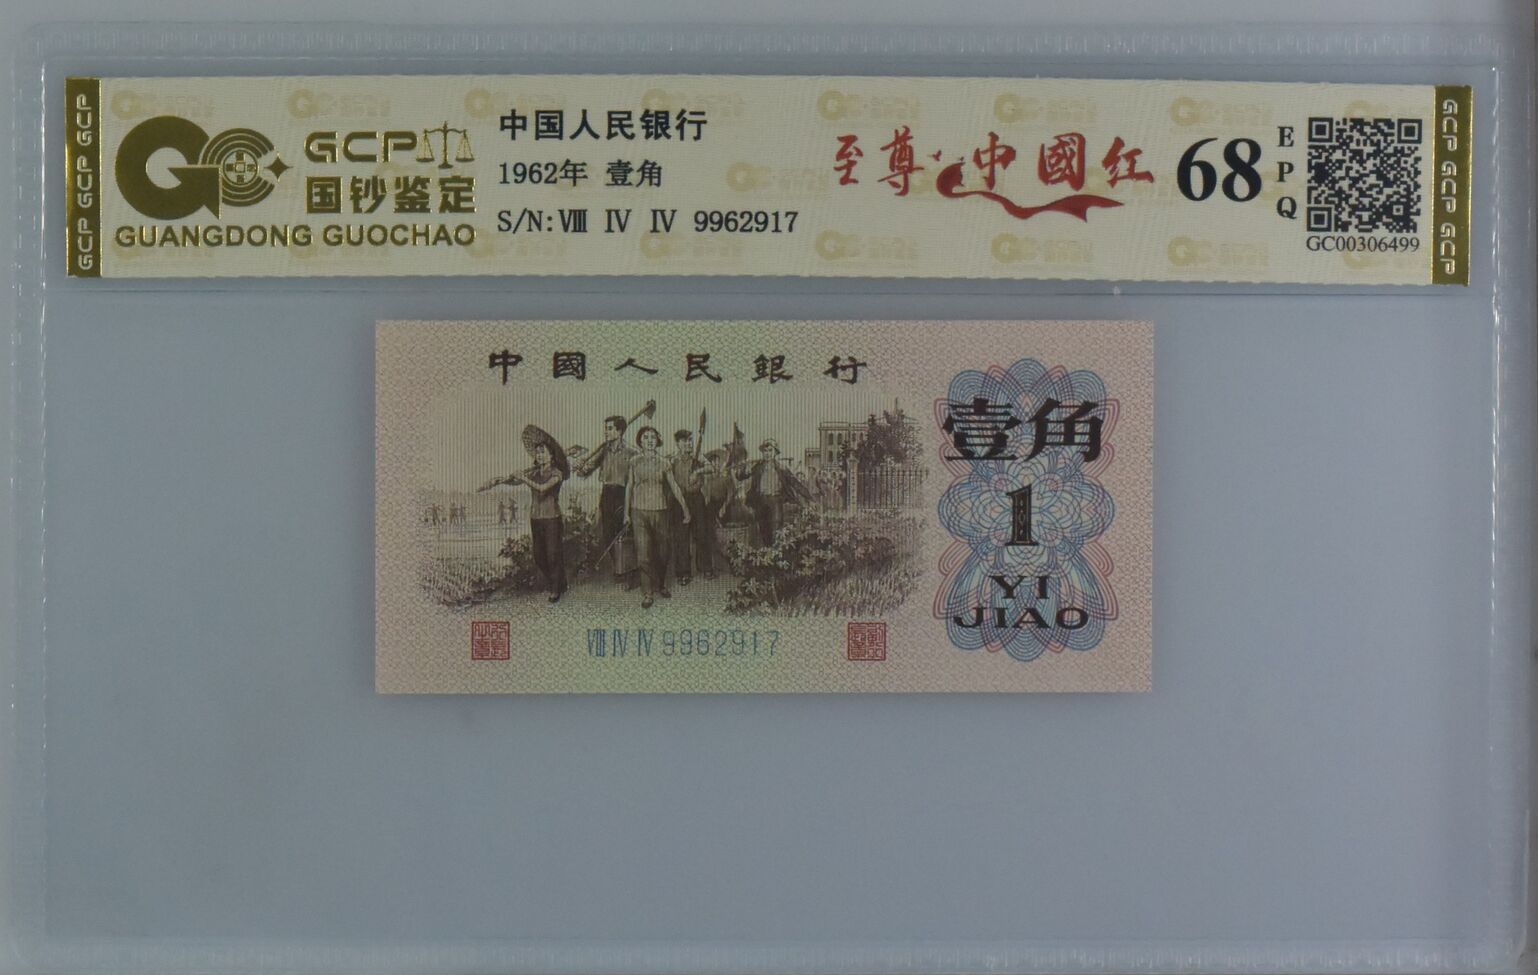 GCP GCP GCP
GCP
国钞鉴定
GUANGDONG GUOCHAO
中国人民银行
1962年 壹角
S/N: Ⅷ Ⅳ Ⅳ 9962917
至尊·中國红
68
EPQ
GC00306499
GCP GCP GCP
中國人民銀行
壹角
1
YI
JIAO
Ⅷ Ⅳ Ⅳ 9962917